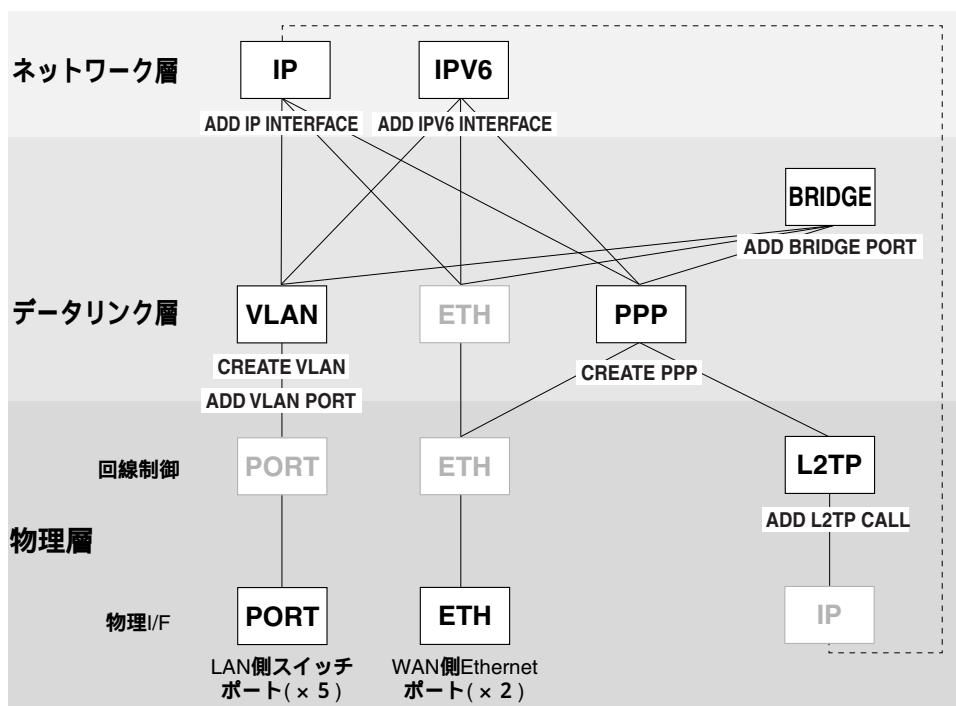 ネットワーク層
IP
IPV6
ADD IP INTERFACE
ADD IPV6 INTERFACE
BRIDGE
ADD BRIDGE PORT
データリンク層
VLAN
ETH
PPP
CREATE VLAN
CREATE PPP
ADD VLAN PORT
回線制御
PORT
ETH
L2TP
ADD L2TP CALL
物理層
物理I/F
PORT
ETH
IP
LAN側スイッチ
ポート(×5)
WAN側Ethernet
ポート(×2)